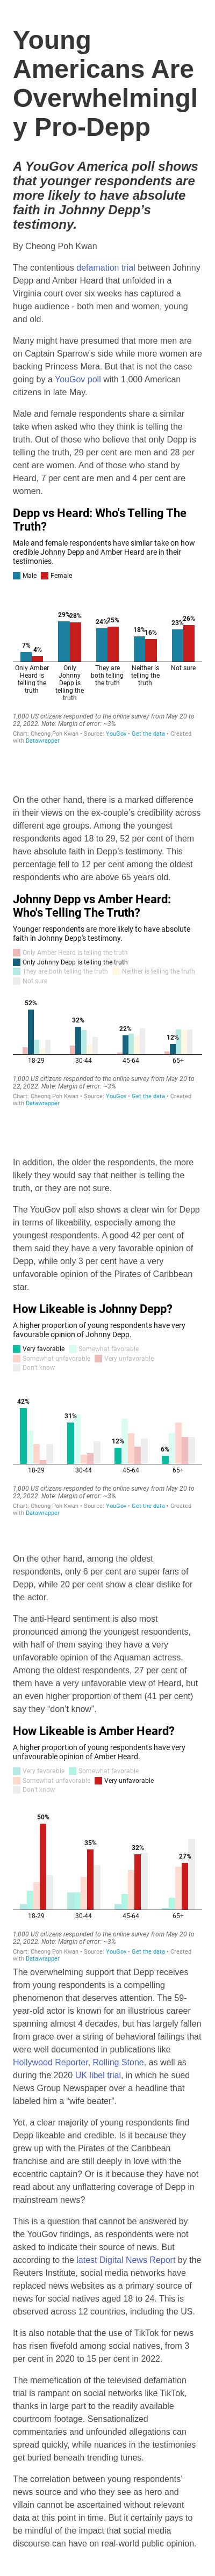 Young
Americans Are
Overwhelmingl
y Pro-Depp
A YouGov America poll shows
that younger respondents are
more likely to have absolute
faith in Johnny Depp's
testimony.
By Cheong Poh Kwan
The contentious defamation trial between Johnny
Depp and Amber Heard that unfolded in a
Virginia court over six weeks has captured a
huge audience - both men and women, young
and old.
Many might have presumed that more men are
on Captain Sparrow's side while more women are
backing Princess Mera. But that is not the case
going by a YouGov poll with 1,000 American
citizens in late May.
Male and female respondents share a similar
take when asked who they think is telling the
truth. Out of those who believe that only Depp is
telling the truth, 29 per cent are men and 28 per
cent are women. And of those who stand by
Heard, 7 per cent are men and 4 per cent are
women.
Depp vs Heard: Who's Telling The
Truth?
Male and female respondents have similar take on how
credible Johnny Depp and Amber Heard are in their
testimonies.
Male Female
7% 4% 29% 28% 24% 25% 18% 16% 23% 26%
Only Amber Heard is telling the truth
Only Johnny Depp is telling the truth
They are both telling the truth
Neither is telling the truth
Not sure
1,000 US citizens responded to the online survey from May 20 to
22, 2022. Note: Margin of error: ~3%
Chart: Cheong Poh Kwan • Source: YouGov • Get the data • Created
with Datawrapper
On the other hand, there is a marked difference
in their views on the ex-couple's credibility across
different age groups. Among the youngest
respondents aged 18 to 29, 52 per cent of them
have absolute faith in Depp's testimony. This
percentage fell to 12 per cent among the oldest
respondents who are above 65 years old.
Johnny Depp vs Amber Heard:
Who's Telling The Truth?
Younger respondents are more likely to have absolute
faith in Johnny Depp's testimony.
Only Amber Heard is telling the truth
Only Johnny Depp is telling the truth
They are both telling the truth Neither is telling the truth
Not sure
52% 32% 22% 12%
18-29 30-44 45-64 65+
1,000 US citizens responded to the online survey from May 20 to
22, 2022. Note: Margin of error: ~3%
Chart: Cheong Poh Kwan • Source: YouGov • Get the data • Created
with Datawrapper
In addition, the older the respondents, the more
likely they would say that neither is telling the
truth, or they are not sure.
The YouGov poll also shows a clear win for Depp
in terms of likeability, especially among the
youngest respondents. A good 42 per cent of
them said they have a very favorable opinion of
Depp, while only 3 per cent have a very
unfavorable opinion of the Pirates of Caribbean
star.
How Likeable is Johnny Depp?
A higher proportion of young respondents have very
favourable opinion of Johnny Depp.
Very favorable Somewhat favorable
Somewhat unfavorable Very unfavorable
Don't know
42% 31% 12% 6%
18-29 30-44 45-64 65+
1,000 US citizens responded to the online survey from May 20 to
22, 2022. Note: Margin of error: ~3%
Chart: Cheong Poh Kwan • Source: YouGov • Get the data • Created
with Datawrapper
On the other hand, among the oldest
respondents, only 6 per cent are super fans of
Depp, while 20 per cent show a clear dislike for
the actor.
The anti-Heard sentiment is also most
pronounced among the youngest respondents,
with half of them saying they have a very
unfavorable opinion of the Aquaman actress.
Among the oldest respondents, 27 per cent of
them have a very unfavorable view of Heard, but
an even higher proportion of them (41 per cent)
say they "don't know".
How Likeable is Amber Heard?
A higher proportion of young respondents have very
unfavourable opinion of Amber Heard.
Very favorable Somewhat favorable
Somewhat unfavorable Very unfavorable
Don't know
50% 35% 32% 27%
18-29 30-44 45-64 65+
1,000 US citizens responded to the online survey from May 20 to
22, 2022. Note: Margin of error: ~3%
Chart: Cheong Poh Kwan • Source: YouGov • Get the data • Created
with Datawrapper
The overwhelming support that Depp receives
from young respondents is a compelling
phenomenon that deserves attention. The 59-
year-old actor is known for an illustrious career
spanning almost 4 decades, but has largely fallen
from grace over a string of behavioral failings that
were well documented in publications like
Hollywood Reporter, Rolling Stone, as well as
during the 2020 UK libel trial, in which he sued
News Group Newspaper over a headline that
labeled him a "wife beater".
Yet, a clear majority of young respondents find
Depp likeable and credible. Is it because they
grew up with the Pirates of the Caribbean
franchise and are still deeply in love with the
eccentric captain? Or is it because they have not
read about any unflattering coverage of Depp in
mainstream news?
This is a question that cannot be answered by
the YouGov findings, as respondents were not
asked to indicate their source of news. But
according to the latest Digital News Report by the
Reuters Institute, social media networks have
replaced news websites as a primary source of
news for social natives aged 18 to 24. This is
observed across 12 countries, including the US.
It is also notable that the use of TikTok for news
has risen fivefold among social natives, from 3
per cent in 2020 to 15 per cent in 2022.
The memefication of the televised defamation
trial is rampant on social networks like TikTok,
thanks in large part to the readily available
courtroom footage. Sensationalized
commentaries and unfounded allegations can
spread quickly, while nuances in the testimonies
get buried beneath trending tunes.
The correlation between young respondents'
news source and who they see as hero and
villain cannot be ascertained without relevant
data at this point in time. But it certainly pays to
be mindful of the impact that social media
discourse can have on real-world public opinion.